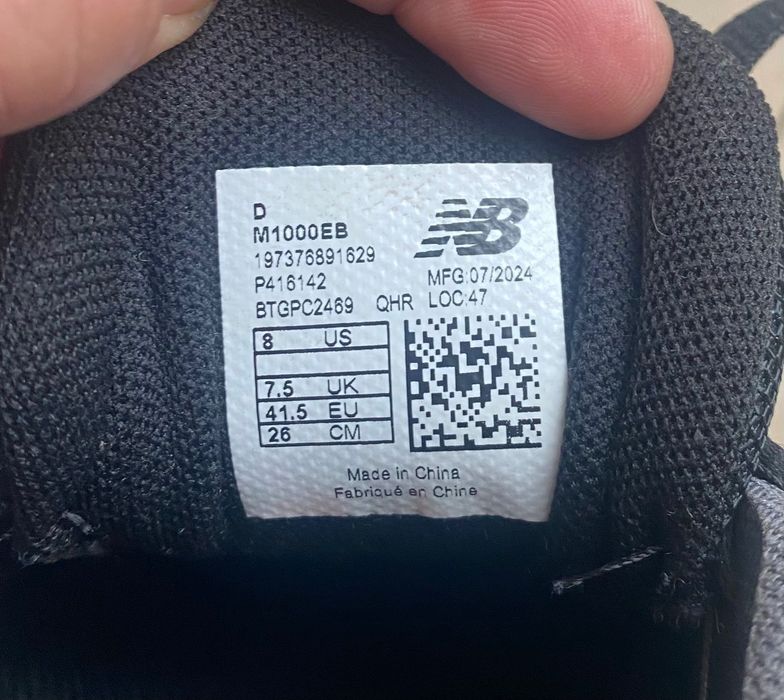 D
M1000EB
NB
197376891629
P416142
MFG:07/2024
BTGPC2469 QHR LOC:47
8 US
7.5 UK
41.5 EU
26 CM
Made in China
Fabriqué en Chine